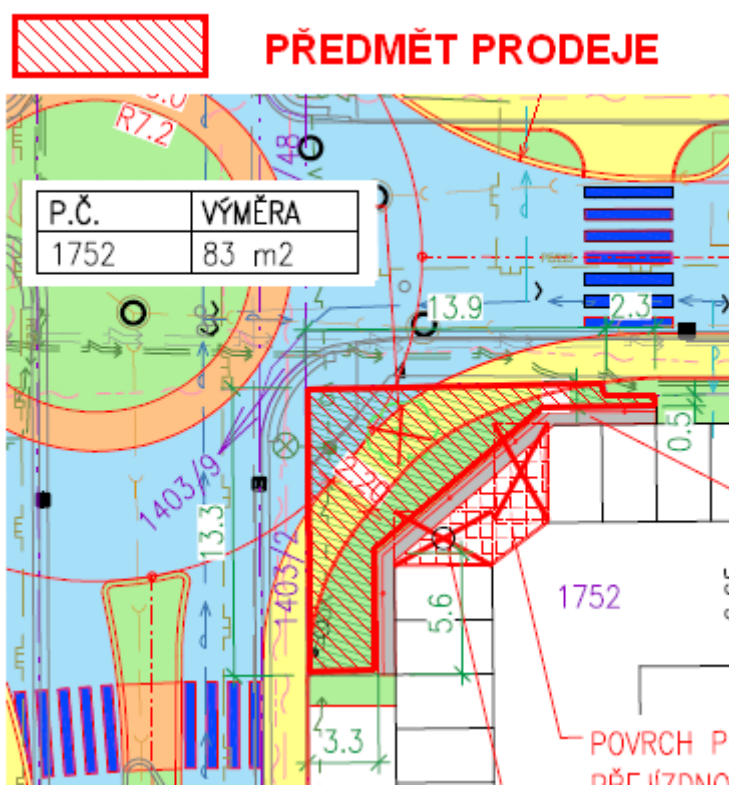 PŘEDMĚT PRODEJE
R7.2
P.Č. VÝMĚRA
1752 83 m2
13.9
2.3
0.5
1403/9
13.3
1403/2
5.6
1752
3.3
POVRCH P
PŘEJÍZDNO